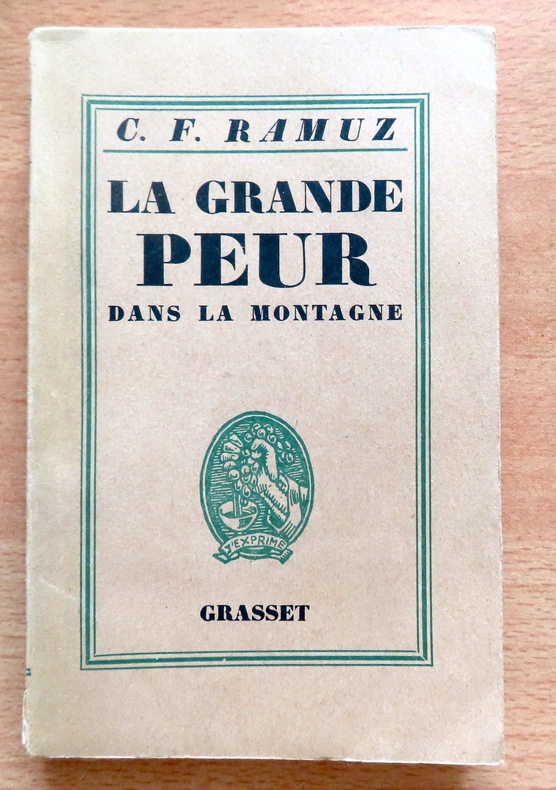 C. F. RAMUZ
LA GRANDE
PEUR
DANS LA MONTAGNE
J'EXPRIME
GRASSET